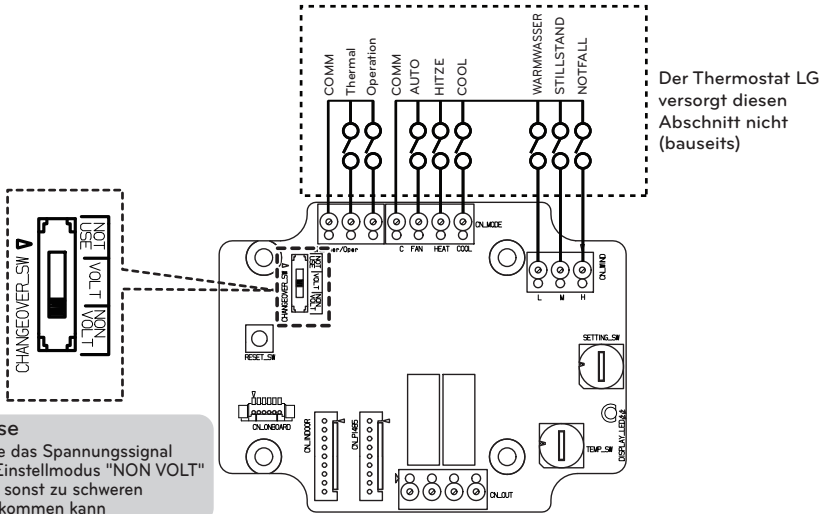 COMM
Thermal
Operation
COMM
AUTO
HITZE
COOL
WARMWASSER
STILLSTAND
NOTFALL
Der Thermostat LG
versorgt diesen
Abschnitt nicht
(bauseits)
CHANGEOVER_SW
NOT USE
VOLT
NON VOLT
er/Oper
C FAN HEAT COOL
CN_MODE
CHANGEOVER_SW
NOT USE
VOLT
NON VOLT
L M H
CN_WIND
RESET_SW
SETTING_SW
CN_ONBOARD
CN_INDOOR
CN_PI485
DISPLAY_LED
TEMP_SW
CN_OUT
se
e das Spannungssignal
Einstellmodus "NON VOLT"
sonst zu schweren
kommen kann